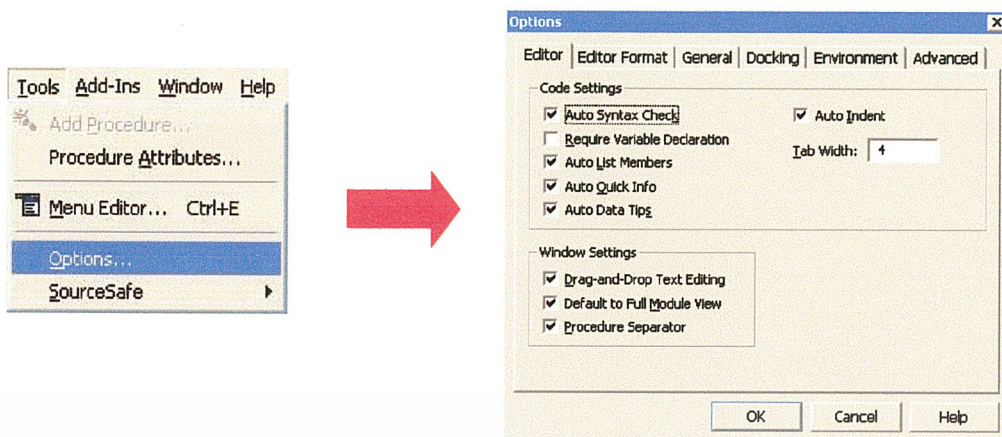 Tools Add-Ins Window Help
Add Procedure...
Procedure Attributes...
Menu Editor... Ctrl+E
Options...
SourceSafe
Options
Editor Editor Format General Docking Environment Advanced
Code Settings
Auto Syntax Check
Auto Indent
Require Variable Declaration
Tab Width: 4
Auto List Members
Auto Quick Info
Auto Data Tips
Window Settings
Drag-and-Drop Text Editing
Default to Full Module View
Procedure Separator
OK Cancel Help